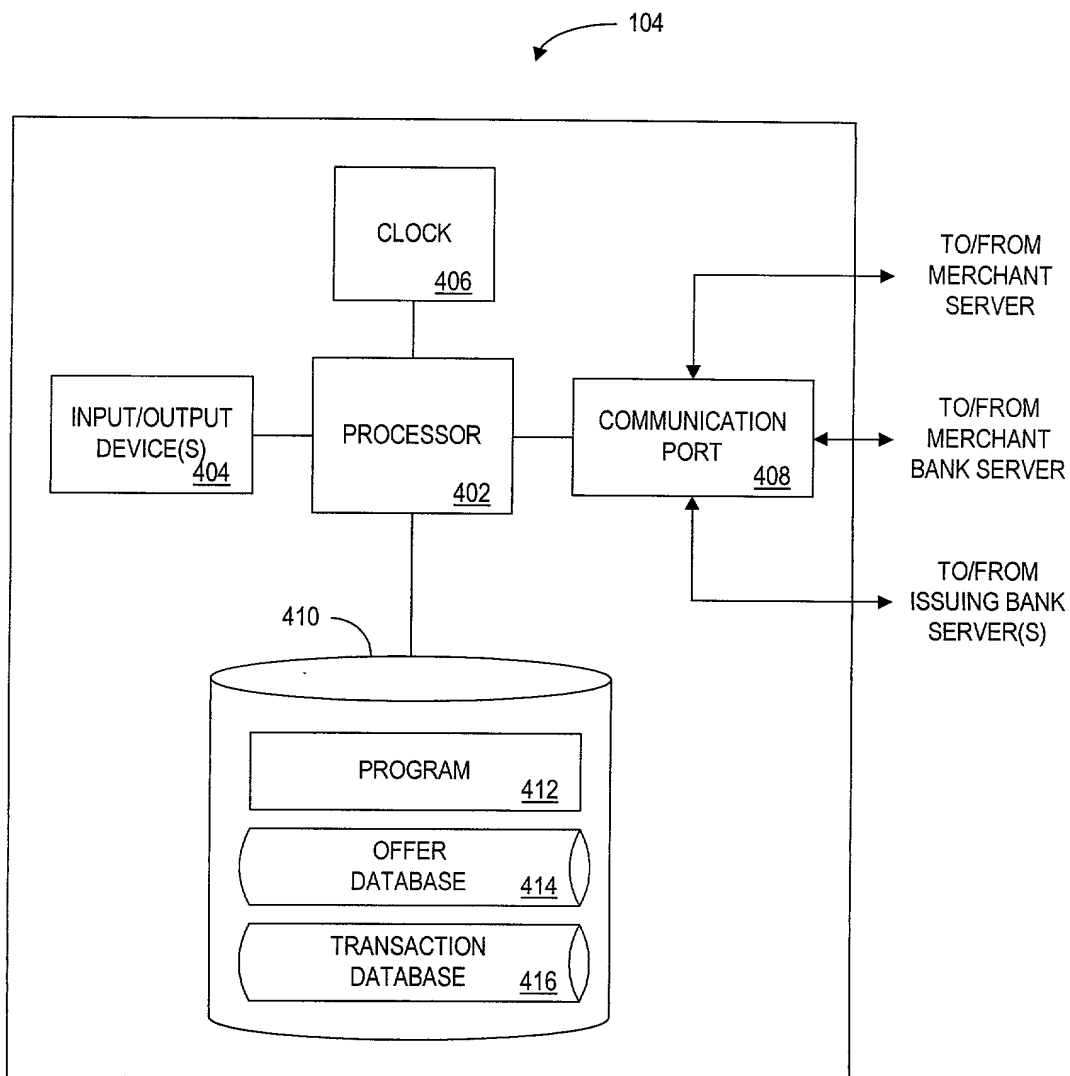 104
CLOCK
406
TO/FROM
MERCHANT
SERVER
INPUT/OUTPUT
DEVICE(S)
404
PROCESSOR
402
COMMUNICATION
PORT
408
TO/FROM
MERCHANT
BANK SERVER
TO/FROM
ISSUING BANK
SERVER(S)
410
PROGRAM
412
OFFER
DATABASE
414
TRANSACTION
DATABASE
416